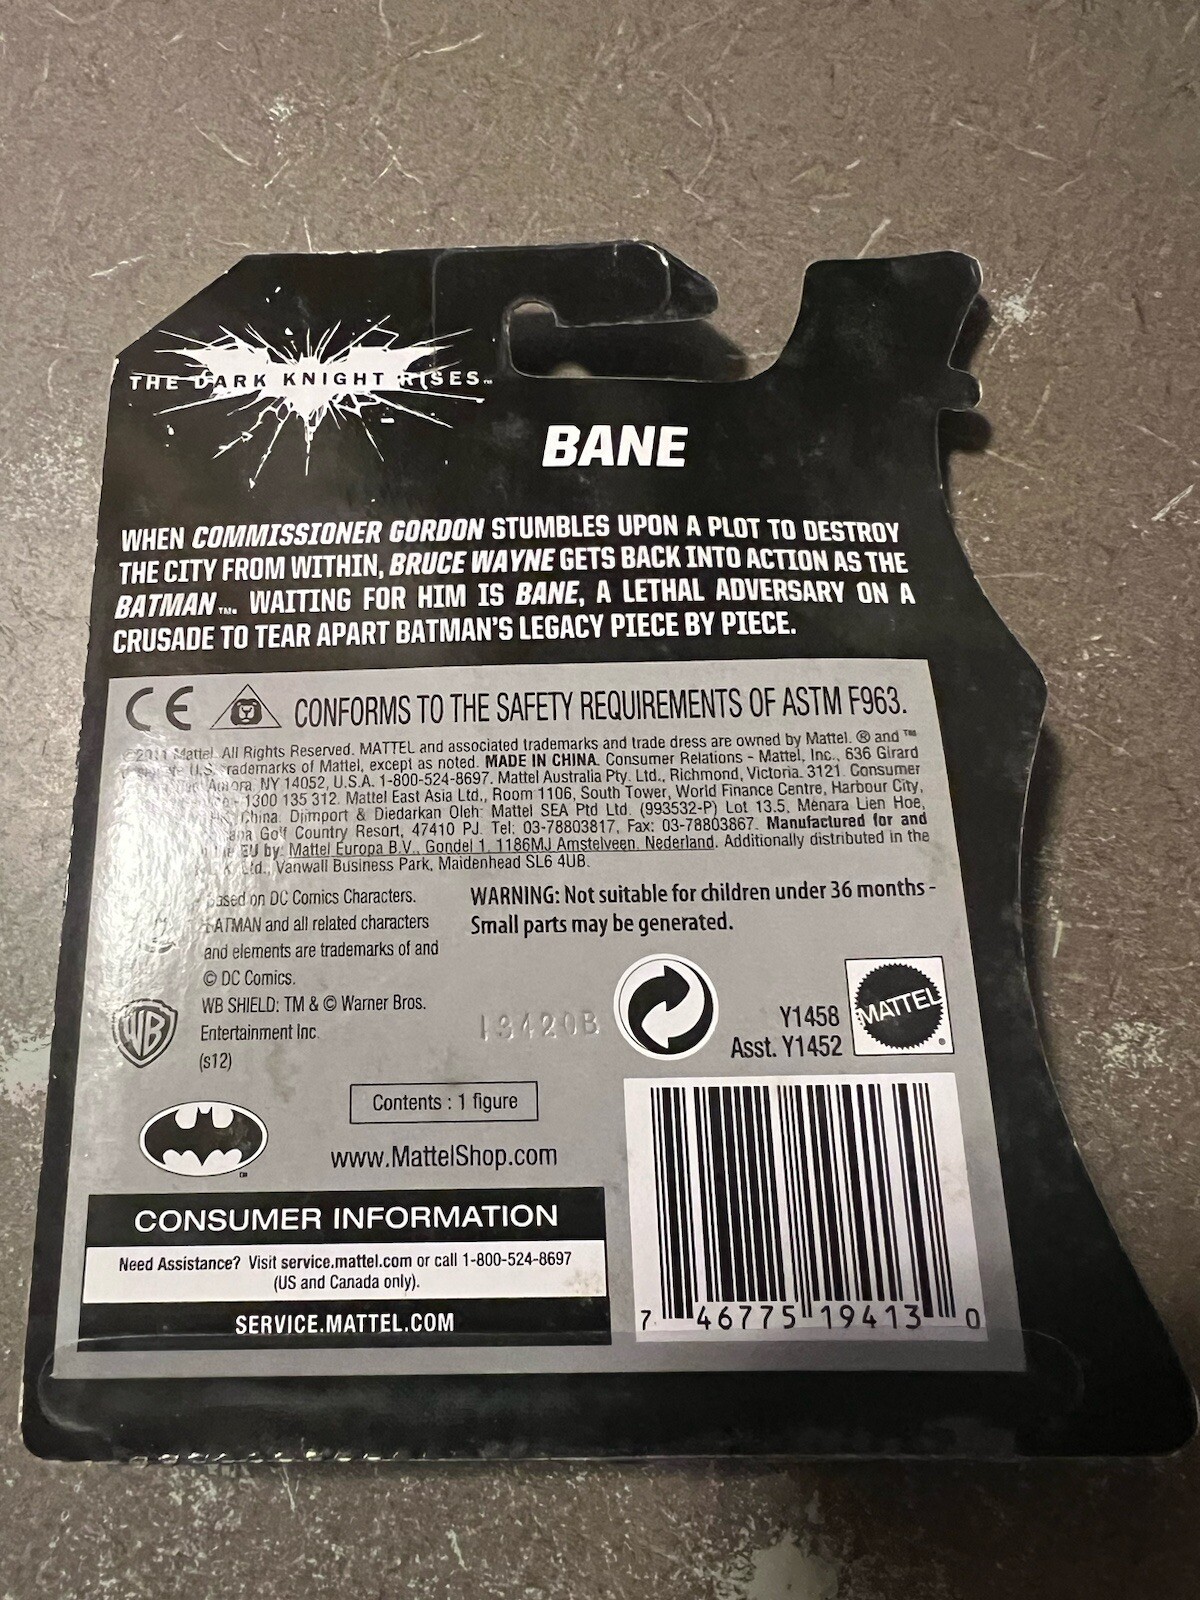 THE DARK KNIGHT RISES™
BANE
WHEN COMMISSIONER GORDON STUMBLES UPON A PLOT TO DESTROY
THE CITY FROM WITHIN, BRUCE WAYNE GETS BACK INTO ACTION AS THE
BATMAN™. WAITING FOR HIM IS BANE, A LETHAL ADVERSARY ON A
CRUSADE TO TEAR APART BATMAN'S LEGACY PIECE BY PIECE.
CE CONFORMS TO THE SAFETY REQUIREMENTS OF ASTM F963.
©2011 Mattel. All Rights Reserved. MATTEL and associated trademarks and trade dress are owned by Mattel. ® and ™
U.S. trademarks of Mattel, except as noted. MADE IN CHINA. Consumer Relations - Mattel, Inc., 636 Girard
Aurora, NY 14052, U.S.A. 1-800-524-8697. Mattel Australia Pty. Ltd., Richmond, Victoria. 3121. Consumer
- 1300 135 312. Mattel East Asia Ltd., Room 1106, South Tower, World Finance Centre, Harbour City,
China. Diimport & Diedarkan Oleh: Mattel SEA Ptd Ltd. (993532-P) Lot 13.5, Menara Lien Hoe,
Golf Country Resort, 47410 PJ. Tel: 03-78803817, Fax: 03-78803867. Manufactured for and
EU by: Mattel Europa B.V., Gondel 1, 1186MJ Amstelveen, Nederland. Additionally distributed in the
Ltd., Vanwall Business Park, Maidenhead SL6 4UB.
Based on DC Comics Characters.
BATMAN and all related characters
and elements are trademarks of and
© DC Comics.
WB SHIELD: TM & © Warner Bros.
Entertainment Inc.
(s12)
WB
WARNING: Not suitable for children under 36 months -
Small parts may be generated.
13420B
Y1458
Asst. Y1452
MATTEL
Contents : 1 figure
www.MattelShop.com
CONSUMER INFORMATION
Need Assistance? Visit service.mattel.com or call 1-800-524-8697
(US and Canada only).
SERVICE.MATTEL.COM
7 46775 19413 0